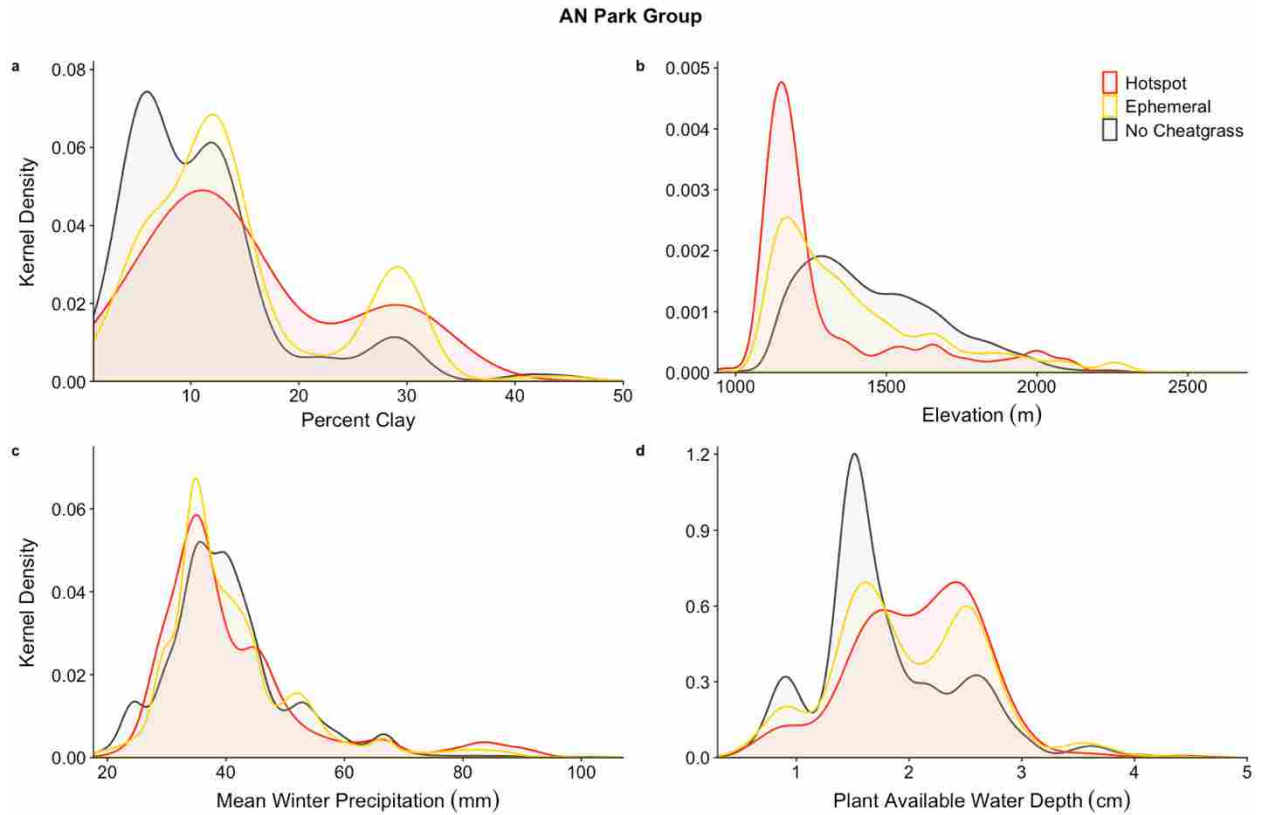 AN Park Group
a
0.08
0.06
0.04
0.02
0.00
Kernel Density
10 20 30 40 50
Percent Clay
b
0.005
0.004
0.003
0.002
0.001
0.000
1000 1500 2000 2500
Elevation (m)
Hotspot
Ephemeral
No Cheatgrass
c
0.06
0.04
0.02
0.00
Kernel Density
20 40 60 80 100
Mean Winter Precipitation (mm)
d
1.2
0.9
0.6
0.3
0.0
1 2 3 4 5
Plant Available Water Depth (cm)